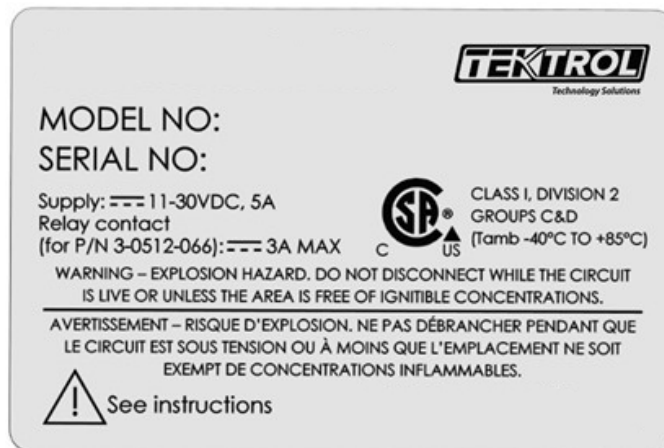 TEKTROL
Technology Solutions
MODEL NO:
SERIAL NO:
Supply: 11-30VDC, 5A
Relay contact
(for P/N 3-0512-066): 3A MAX
CSA®
C US
CLASS I, DIVISION 2
GROUPS C&D
(Tamb -40°C TO +85°C)
WARNING – EXPLOSION HAZARD. DO NOT DISCONNECT WHILE THE CIRCUIT
IS LIVE OR UNLESS THE AREA IS FREE OF IGNITIBLE CONCENTRATIONS.
AVERTISSEMENT – RISQUE D'EXPLOSION. NE PAS DÉBRANCHER PENDANT QUE
LE CIRCUIT EST SOUS TENSION OU À MOINS QUE L'EMPLACEMENT NE SOIT
EXEMPT DE CONCENTRATIONS INFLAMMABLES.
! See instructions